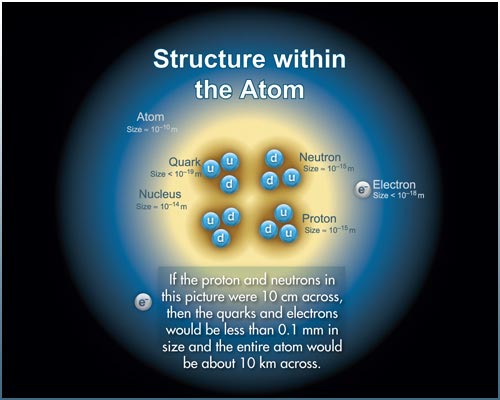 Structure within
the Atom
Atom
Size ≈ 10⁻¹⁰ m
Quark
Size < 10⁻¹⁹ m
Nucleus
Size ≈ 10⁻¹⁴ m
Neutron
Size ≈ 10⁻¹⁵ m
Electron
Size < 10⁻¹⁸ m
Proton
Size ≈ 10⁻¹⁵ m
u u d
d d u
u d d
u d u
e⁻
e⁻
If the proton and neutrons in
this picture were 10 cm across,
then the quarks and electrons
would be less than 0.1 mm in
size and the entire atom would
be about 10 km across.